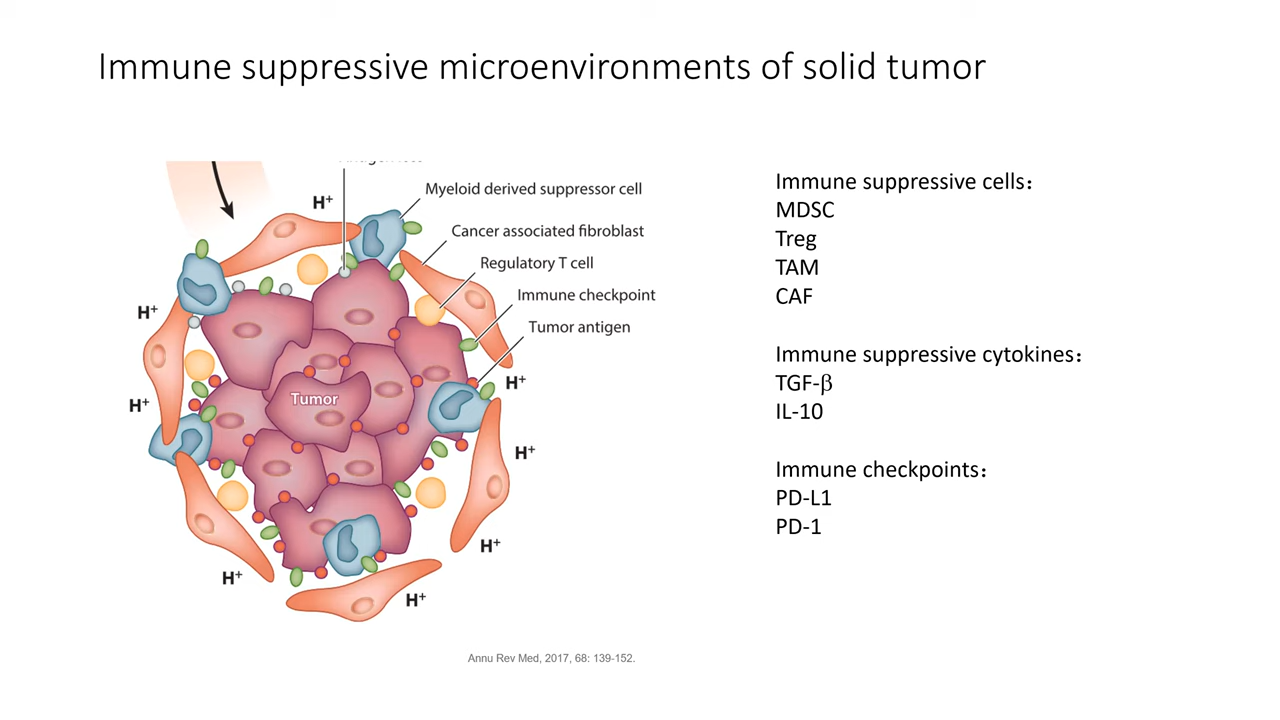 Immune suppressive microenvironments of solid tumor
H+
Myeloid derived suppressor cell
Cancer associated fibroblast
Regulatory T cell
Immune checkpoint
Tumor antigen
H+
H+
H+
Tumor
H+
H+
H+
H+
Immune suppressive cells：
MDSC
Treg
TAM
CAF
Immune suppressive cytokines：
TGF-β
IL-10
Immune checkpoints：
PD-L1
PD-1
Annu Rev Med, 2017, 68: 139-152.